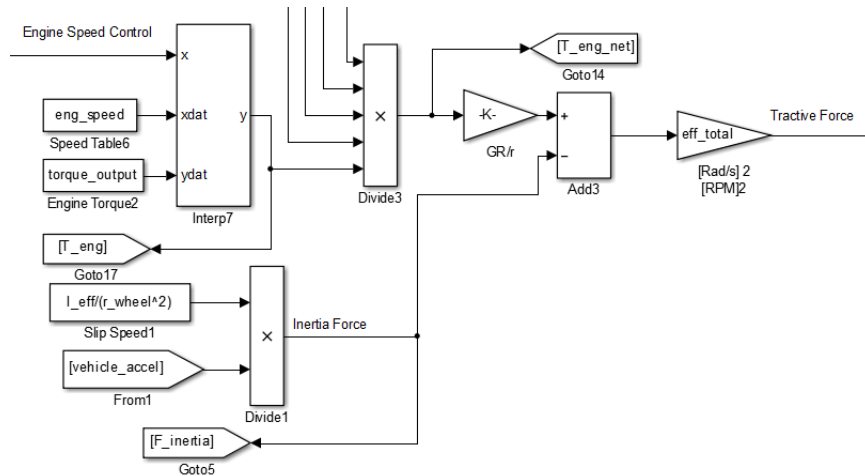 Engine Speed Control
x
eng_speed
xdat
y
Speed Table6
torque_output
ydat
Engine Torque2
Interp7
[T_eng]
Goto17
×
Divide3
[T_eng_net]
Goto14
-K-
GR/r
+
−
Add3
eff_total
Tractive Force
[Rad/s] 2
[RPM]2
I_eff/(r_wheel^2)
Slip Speed1
×
Inertia Force
[vehicle_accel]
From1
Divide1
[F_inertia]
Goto5